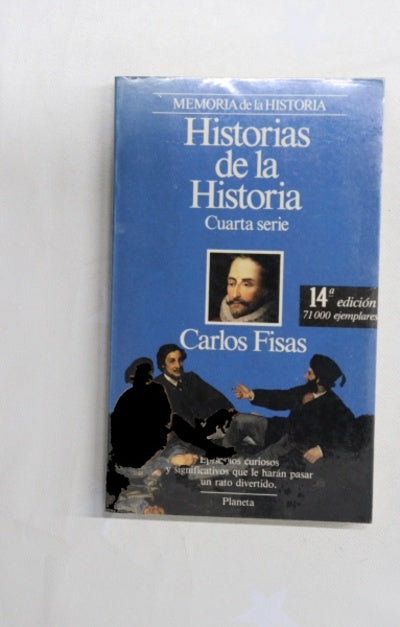 MEMORIA de la HISTORIA
Historias
de la
Historia
Cuarta serie
14ª edición
71 000 ejemplares
Carlos Fisas
curiosos
y significativos que le harán pasar
un rato divertido.
Planeta